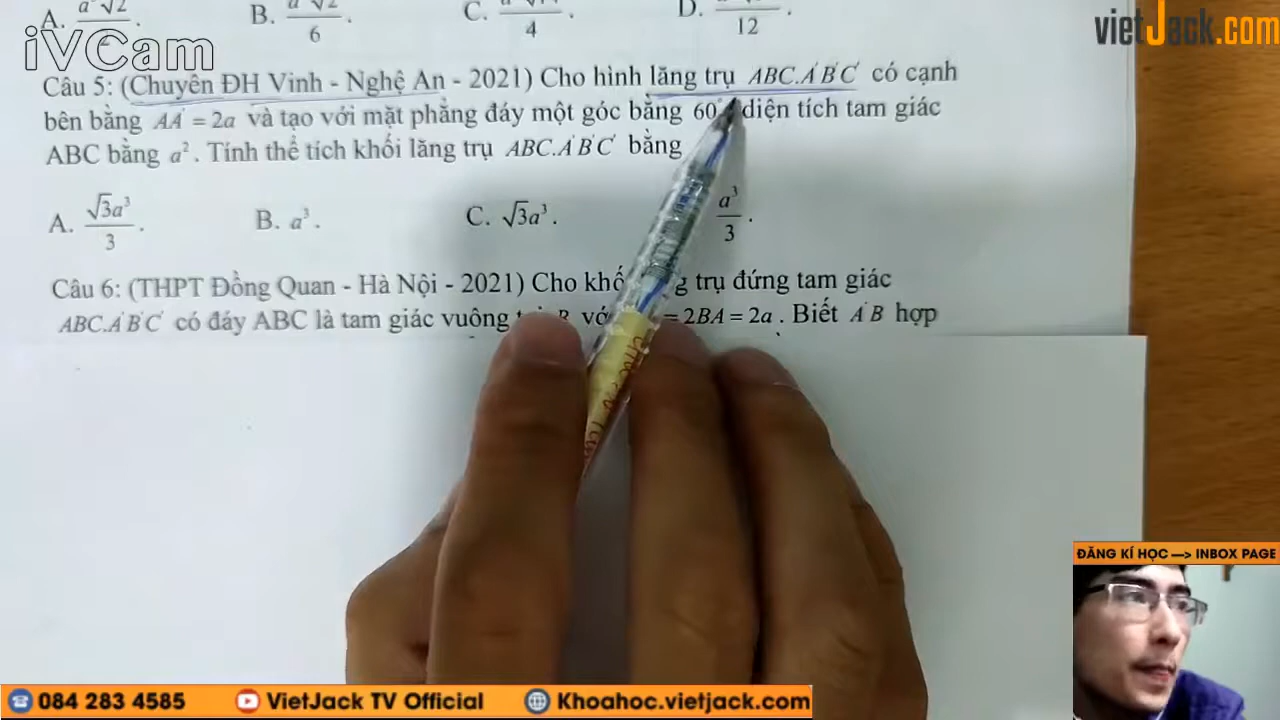 A. a √2
B. 6
C. 4
D. 12
iVCam
vietJack.com
Câu 5: (Chuyên ĐH Vinh - Nghệ An - 2021) Cho hình lăng trụ ABC.A'B'C' có cạnh
bên bằng AA' = 2a và tạo với mặt phẳng đáy một góc bằng 60 diện tích tam giác
ABC bằng a². Tính thể tích khối lăng trụ ABC.A'B'C' bằng
A. √3a³/3. B. a³. C. √3a³. a³/3.
Câu 6: (THPT Đồng Quan - Hà Nội - 2021) Cho khố g trụ đứng tam giác
ABC.A'B'C' có đáy ABC là tam giác vuông B = 2BA = 2a. Biết A'B hợp
ĐĂNG KÍ HỌC —> INBOX PAGE
084 283 4585 VietJack TV Official Khoahoc.vietjack.com